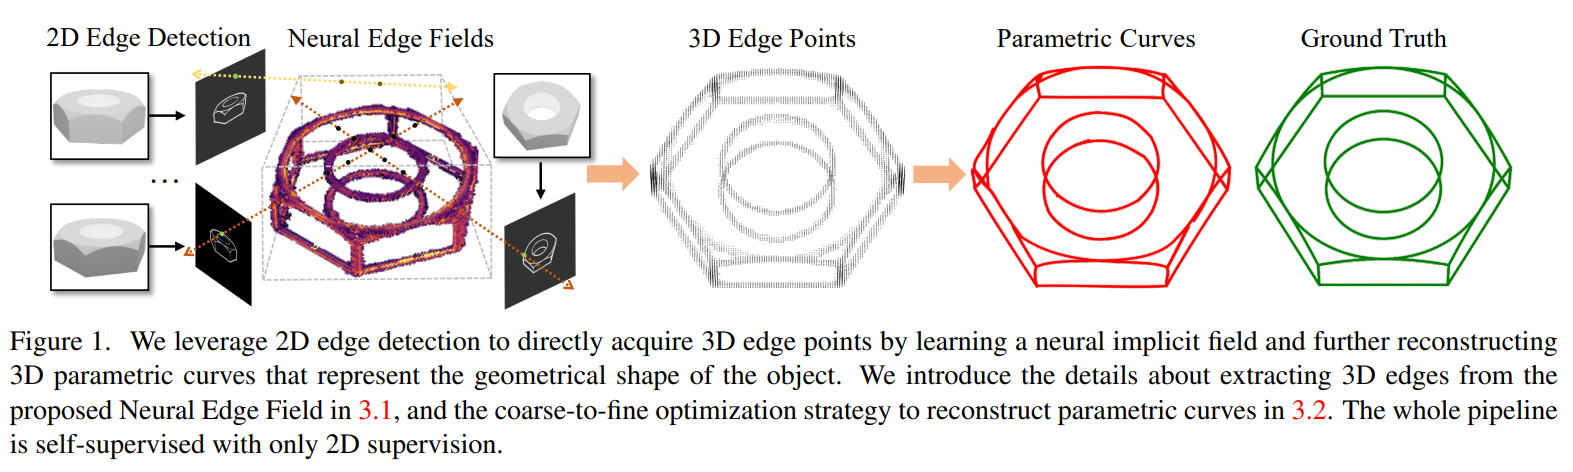 2D Edge Detection
Neural Edge Fields
3D Edge Points
Parametric Curves
Ground Truth
...
Figure 1. We leverage 2D edge detection to directly acquire 3D edge points by learning a neural implicit field and further reconstructing
3D parametric curves that represent the geometrical shape of the object. We introduce the details about extracting 3D edges from the
proposed Neural Edge Field in 3.1, and the coarse-to-fine optimization strategy to reconstruct parametric curves in 3.2. The whole pipeline
is self-supervised with only 2D supervision.